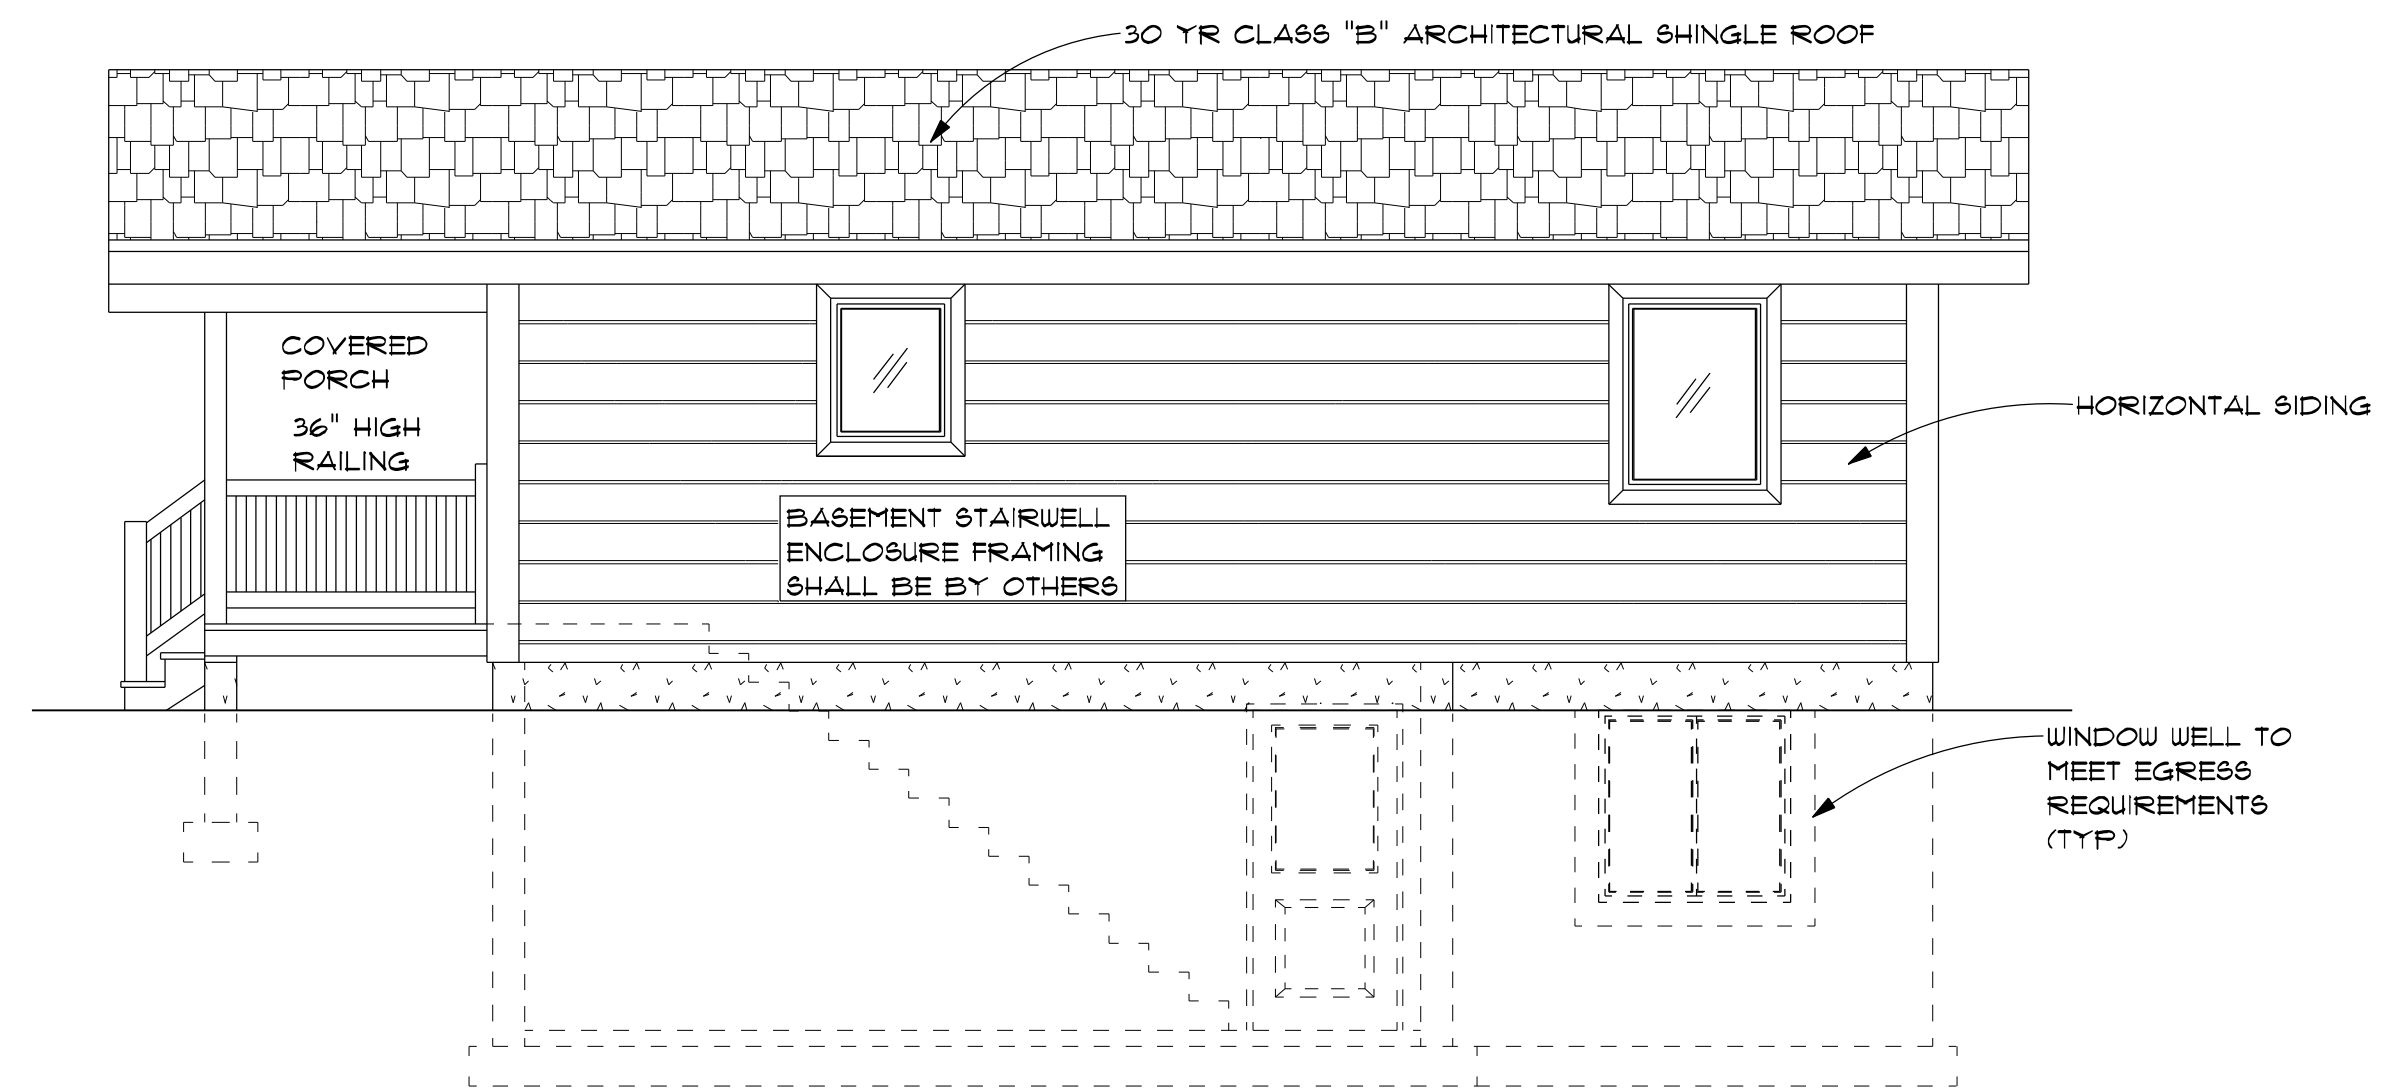 30 YR CLASS "B" ARCHITECTURAL SHINGLE ROOF
COVERED
PORCH
36" HIGH
RAILING
HORIZONTAL SIDING
BASEMENT STAIRWELL
ENCLOSURE FRAMING
SHALL BE BY OTHERS
WINDOW WELL TO
MEET EGRESS
REQUIREMENTS
(TYP)